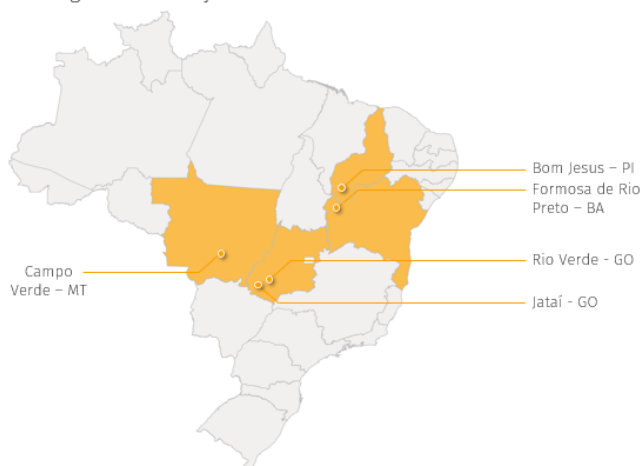 Bom Jesus – PI
Formosa de Rio
Preto – BA
Rio Verde - GO
Campo
Verde – MT
Jataí - GO